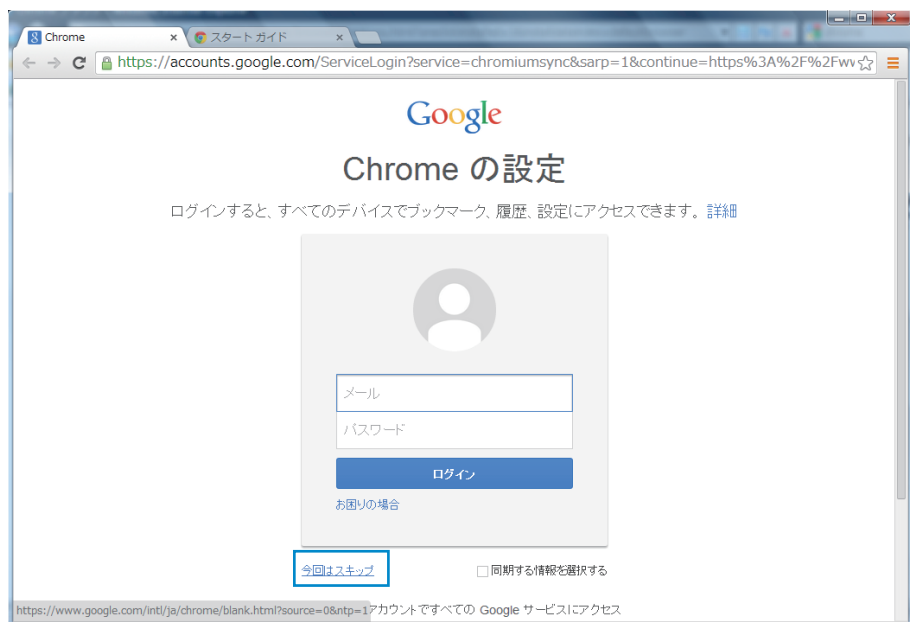 Chrome
スタート ガイド
https://accounts.google.com/ServiceLogin?service=chromiumsync&sarp=1&continue=https%3A%2F%2Fwv
Google
Chrome の設定
ログインすると、すべてのデバイスでブックマーク、履歴、設定にアクセスできます。 詳細
メール
パスワード
ログイン
お困りの場合
今回はスキップ
同期する情報を選択する
https://www.google.com/intl/ja/chrome/blank.html?source=0&ntp=1
アカウントですべての Google サービスにアクセス